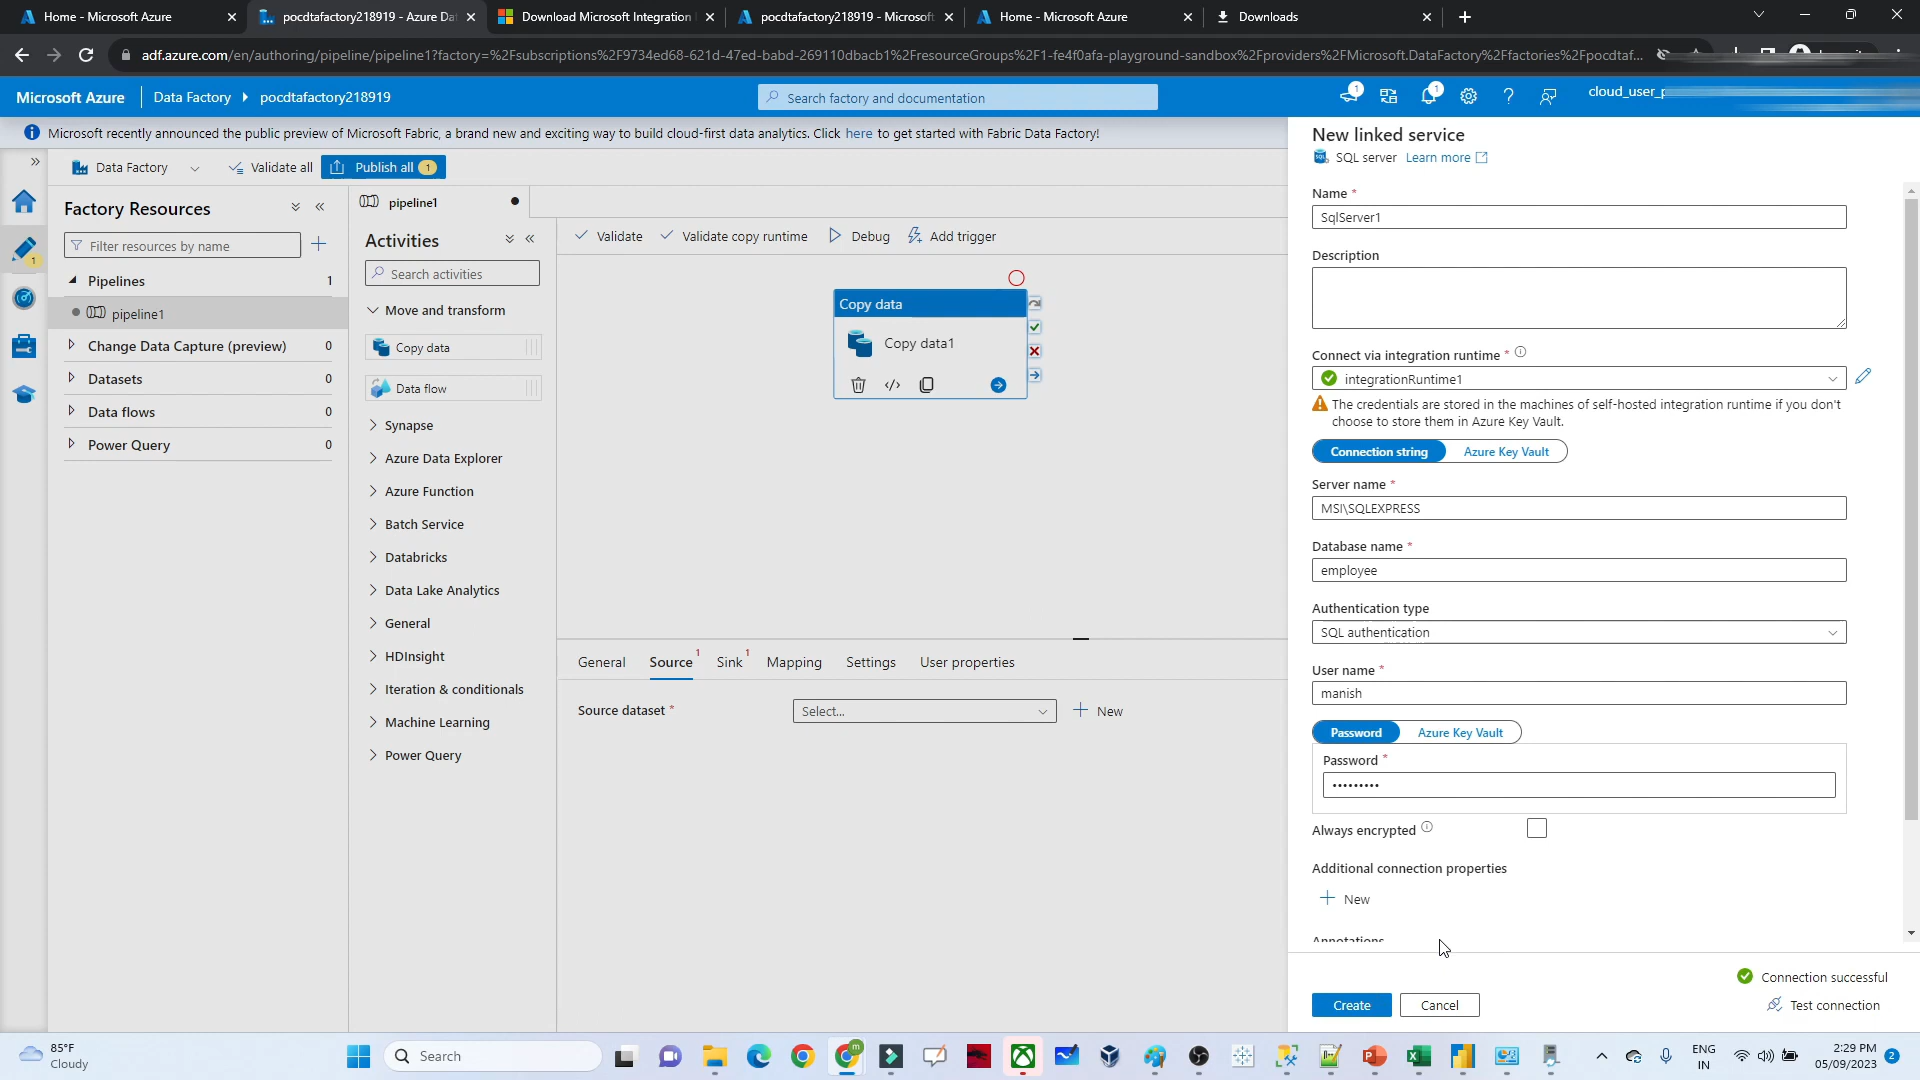 Home - Microsoft Azure
pocdtafactory218919 - Azure Dat
Download Microsoft Integration
pocdtafactory218919 - Microsoft
Home - Microsoft Azure
Downloads
adf.azure.com/en/authoring/pipeline/pipeline1?factory=%2Fsubscriptions%2F9734ed68-621d-47ed-babd-269110dbacb1%2FresourceGroups%2F1-fe4f0afa-playground-sandbox%2Fproviders%2FMicrosoft.DataFactory%2Ffactories%2Fpocdtaf...
Microsoft Azure
Data Factory
pocdtafactory218919
Search factory and documentation
1
1
cloud_user_p
Microsoft recently announced the public preview of Microsoft Fabric, a brand new and exciting way to build cloud-first data analytics. Click here to get started with Fabric Data Factory!
Data Factory
Validate all
Publish all 1
1
Factory Resources
Filter resources by name
Pipelines 1
pipeline1
Change Data Capture (preview) 0
Datasets 0
Data flows 0
Power Query 0
pipeline1
Activities
Search activities
Move and transform
Copy data
Data flow
Synapse
Azure Data Explorer
Azure Function
Batch Service
Databricks
Data Lake Analytics
General
HDInsight
Iteration & conditionals
Machine Learning
Power Query
Validate
Validate copy runtime
Debug
Add trigger
Copy data
Copy data1
General
Source 1
Sink 1
Mapping
Settings
User properties
Source dataset *
Select...
New
New linked service
SQL
SQL server
Learn more
Name *
SqlServer1
Description
Connect via integration runtime *
integrationRuntime1
The credentials are stored in the machines of self-hosted integration runtime if you don't
choose to store them in Azure Key Vault.
Connection string
Azure Key Vault
Server name *
MSI\SQLEXPRESS
Database name *
employee
Authentication type
SQL authentication
User name *
manish
Password
Azure Key Vault
Password *
•••••••••
Always encrypted
Additional connection properties
New
Annotations
Connection successful
Create
Cancel
Test connection
85°F
Cloudy
Search
m
ENG
IN
2:29 PM
05/09/2023
2